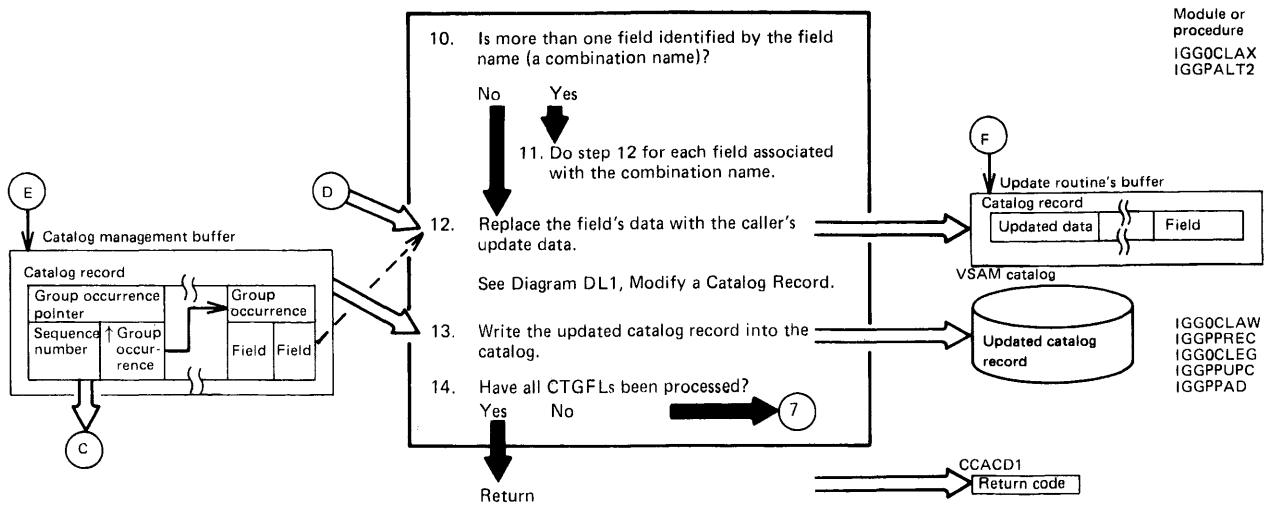 Module or
procedure
IGG0CLAX
IGGPALT2
10. Is more than one field identified by the field
name (a combination name)?
No Yes
11. Do step 12 for each field associated
with the combination name.
E
D
F
Update routine's buffer
Catalog record
Updated data Field
12. Replace the field's data with the caller's
update data.
See Diagram DL1, Modify a Catalog Record.
Catalog management buffer
Catalog record
Group occurrence
pointer
Sequence
number
↑ Group
occur-
rence
Group
occurrence
Field Field
C
VSAM catalog
Updated catalog
record
13. Write the updated catalog record into the
catalog.
IGG0CLAW
IGGPPREC
IGG0CLEG
IGGPPUPC
IGGPPAD
14. Have all CTGFLs been processed?
Yes No
7
Return
CCACD1
Return code